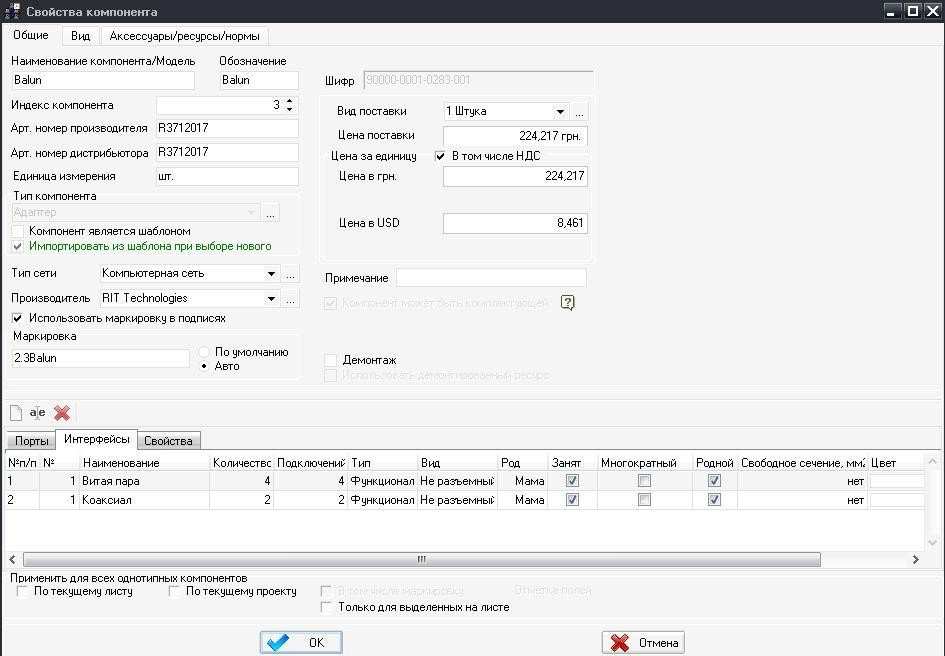 Свойства компонента
Общие Вид Аксессуары/ресурсы/нормы
Наименование компонента/Модель Обозначение
Balun Balun
Индекс компонента 3
Арт. номер производителя R3712017
Арт. номер дистрибьютора R3712017
Единица измерения шт.
Тип компонента
Адаптер ...
Компонент является шаблоном
Импортировать из шаблона при выборе нового
Тип сети Компьютерная сеть ...
Производитель RIT Technologies ...
Использовать маркировку в подписях
Маркировка
2.3Balun По умолчанию
Авто
Шифр 90000-0001-0283-001
Вид поставки 1 Штука ...
Цена поставки 224,217 грн.
Цена за единицу В том числе НДС
Цена в грн. 224,217
Цена в USD 8,461
Примечание
Компонент может быть комплектующей ?
Демонтаж
Использовать демонтированный ресурс
a|e
Порты Интерфейсы Свойства
№п/п № Наименование Количествс Подключений Тип Вид Род Занят Многократный Родной Свободное сечение, мм2 Цвет
1 1 Витая пара 4 4 Функционал Не разъемный Мама нет
2 1 Коаксиал 2 2 Функционал Не разъемный Мама нет
Применить для всех однотипных компонентов
По текущему листу По текущему проекту В том числе маркировку Отметка полей
Только для выделенных на листе
OK Отмена